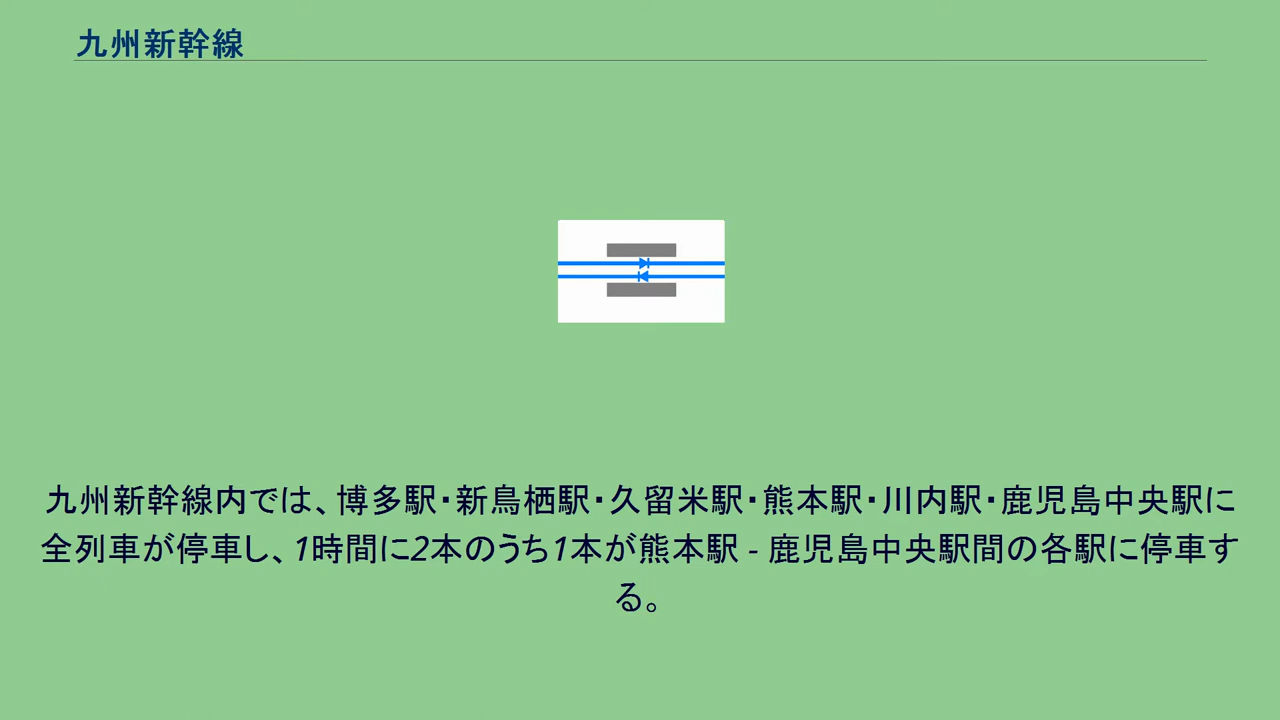 九州新幹線
九州新幹線内では、博多駅・新鳥栖駅・久留米駅・熊本駅・川内駅・鹿児島中央駅に
全列車が停車し、1時間に2本のうち1本が熊本駅 - 鹿児島中央駅間の各駅に停車す
る。